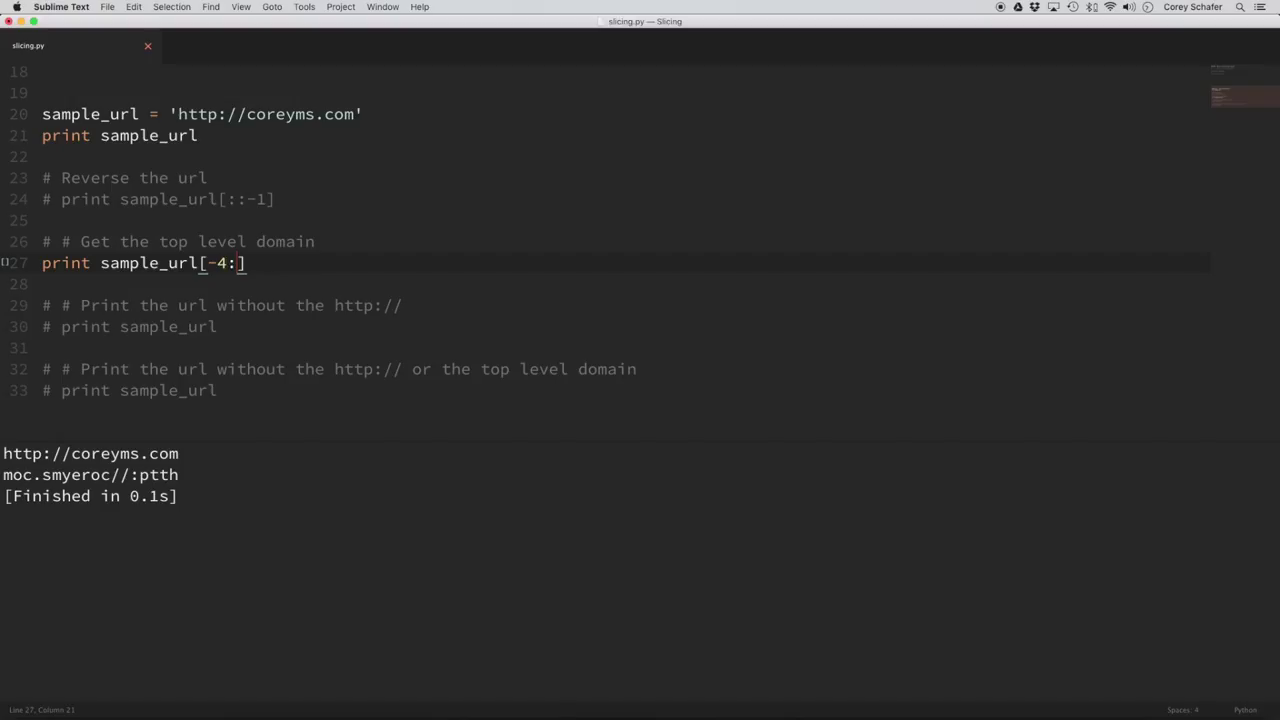 Sublime Text File Edit Selection Find View Goto Tools Project Window Help Corey Schafer
slicing.py — Slicing
slicing.py
18
19
20 sample_url = 'http://coreyms.com'
21 print sample_url
22
23 # Reverse the url
24 # print sample_url[::-1]
25
26 # # Get the top level domain
[]27 print sample_url[-4:]
28
29 # # Print the url without the http://
30 # print sample_url
31
32 # # Print the url without the http:// or the top level domain
33 # print sample_url
http://coreyms.com
moc.smyeroc//:ptth
[Finished in 0.1s]
Line 27, Column 21 Spaces: 4 Python